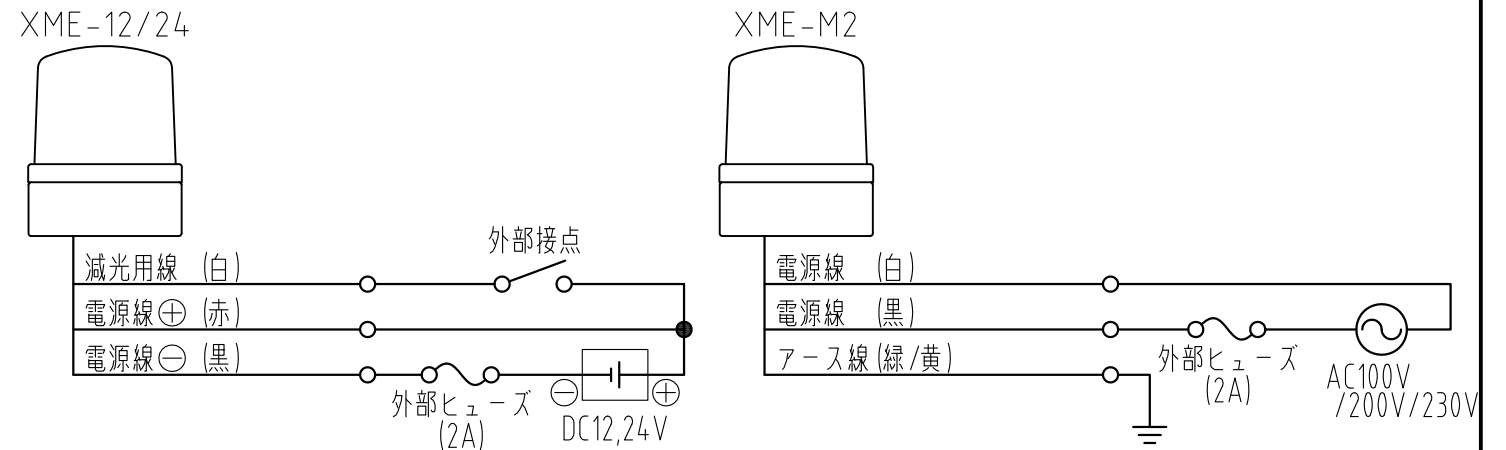 XME-12/24
外部接点
減光用線 (白)
電源線⊕ (赤)
電源線⊖ (黒)
外部ヒューズ
(2A)
⊖ ⊕
DC12,24V
XME-M2
電源線 (白)
電源線 (黒)
アース線(緑/黄)
外部ヒューズ
(2A)
AC100V
/200V/230V